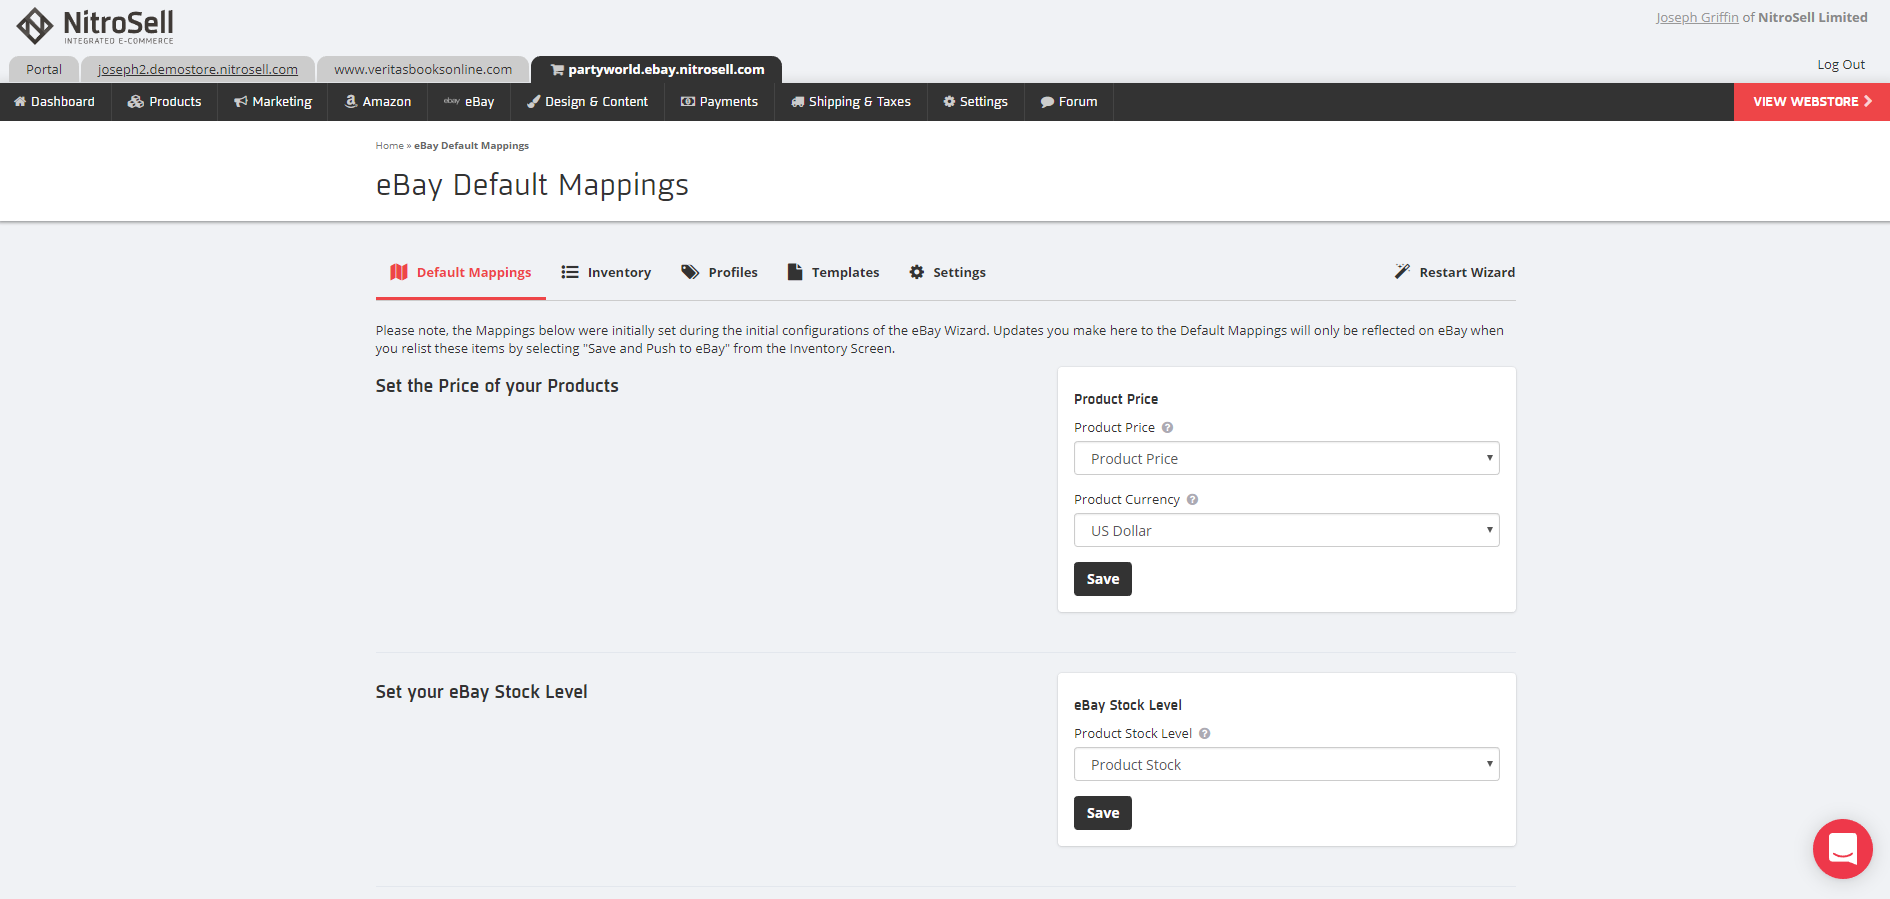 NitroSell
INTEGRATED E-COMMERCE
Joseph Griffin of NitroSell Limited
Portal
joseph2.demostore.nitrosell.com
www.veritasbooksonline.com
partyworld.ebay.nitrosell.com
Log Out
Dashboard
Products
Marketing
Amazon
ebay eBay
Design & Content
Payments
Shipping & Taxes
Settings
Forum
VIEW WEBSTORE
Home » eBay Default Mappings
eBay Default Mappings
Default Mappings
Inventory
Profiles
Templates
Settings
Restart Wizard
Please note, the Mappings below were initially set during the initial configurations of the eBay Wizard. Updates you make here to the Default Mappings will only be reflected on eBay when
you relist these items by selecting "Save and Push to eBay" from the Inventory Screen.
Set the Price of your Products
Product Price
Product Price ?
Product Price
Product Currency ?
US Dollar
Save
Set your eBay Stock Level
eBay Stock Level
Product Stock Level ?
Product Stock
Save